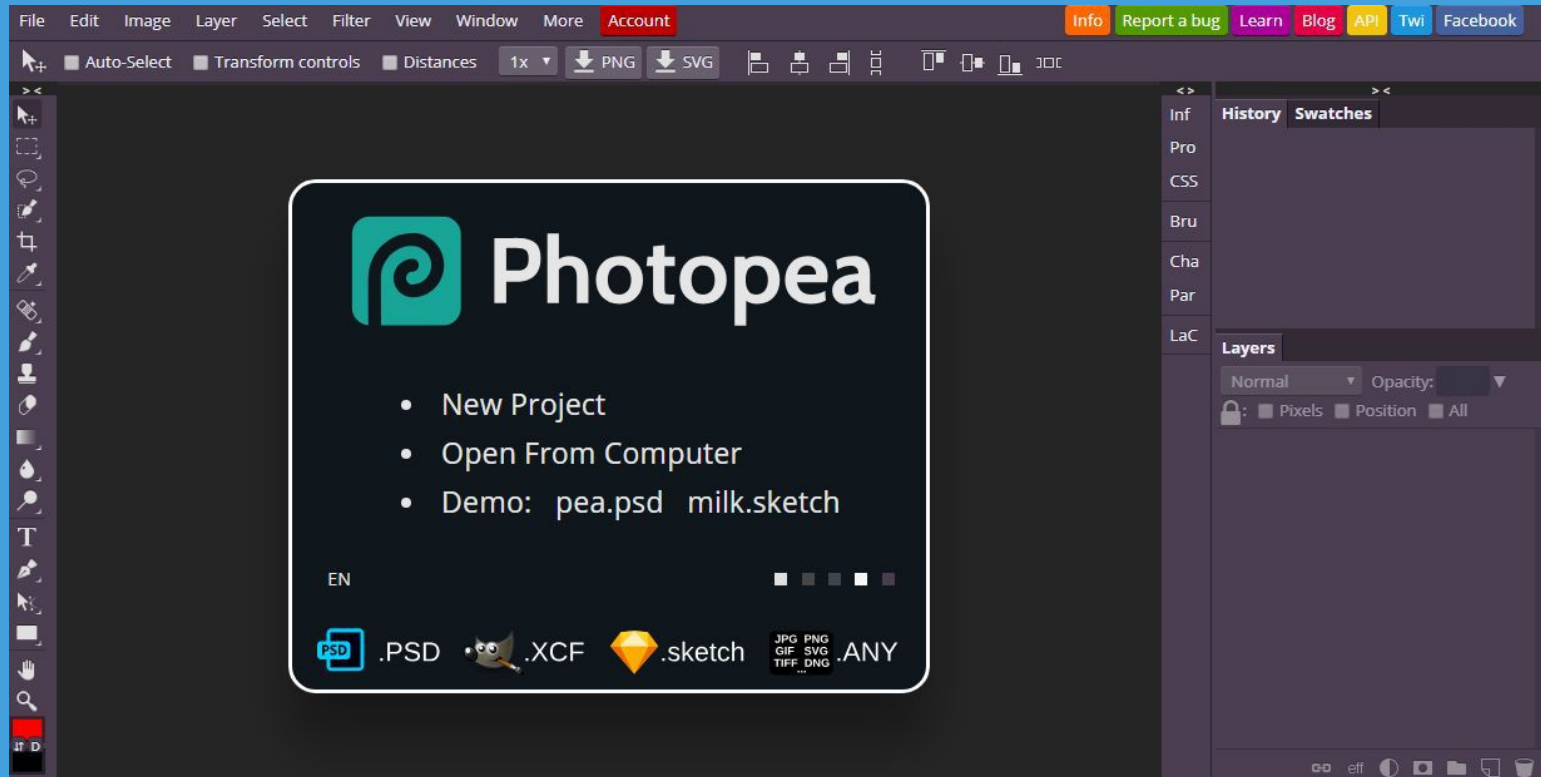 File Edit Image Layer Select Filter View Window More Account Info Report a bug Learn Blog API Twi Facebook
Auto-Select Transform controls Distances 1x ▼ PNG SVG
> < < > > <
Inf History Swatches
Pro
CSS
Bru
Cha
Par
LaC
Photopea
• New Project
• Open From Computer
• Demo: pea.psd milk.sketch
EN
PSD .PSD .XCF .sketch JPG PNG GIF SVG TIFF DNG ... .ANY
Layers
Normal ▼ Opacity: ▼
: Pixels Position All
T
D
eff